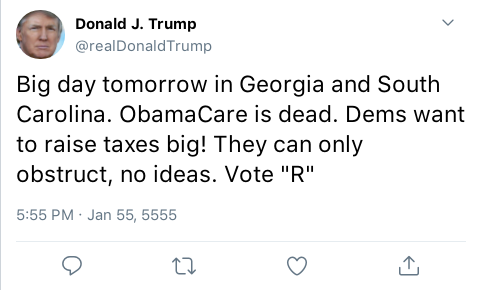 Donald J. Trump
@realDonaldTrump
Big day tomorrow in Georgia and South
Carolina. ObamaCare is dead. Dems want
to raise taxes big! They can only
obstruct, no ideas. Vote "R"
5:55 PM · Jan 55, 5555